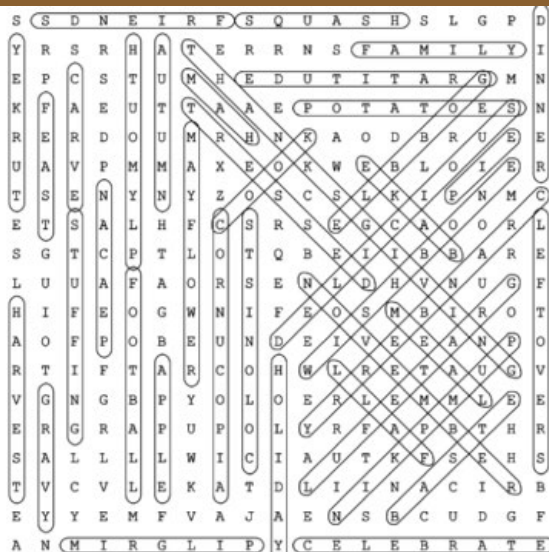 S S D N E I R F S Q U A S H S L G P D
Y R S R H A T E R R N S F A M I L Y I
E P C S T U M H E D U T I T A R G M N
K F A E U T T A A E P O T A T O E S N
R E R D O U M R H N K A O D B R U E E
U A V P M M A X E O K W E B L O I E R
T S E N Y N Y Z O S C S L K I P N M C
E T S A L H F C S R S E G C A O O R L
S G T C P T L O T Q B E I I B B A R E
L U U A F A O R S E N L D H V N U G F
H I F E O G W N I F E O S M B I R O T
A O F P O B E U N D E I V E E A N P O
R T I F T A R C O H W L R E T A U G V
V G N G B P Y O L O E R L E M M L E E
E R G R A P U P O L Y R F A P B T H R
S A L L L L W I C I A U T K F S E H S
T V C V L E K A T D L I I N A C I R B
E Y Y E M F V A J A E N S B C U D G F
A N M I R G L I P Y C E L E B R A T E